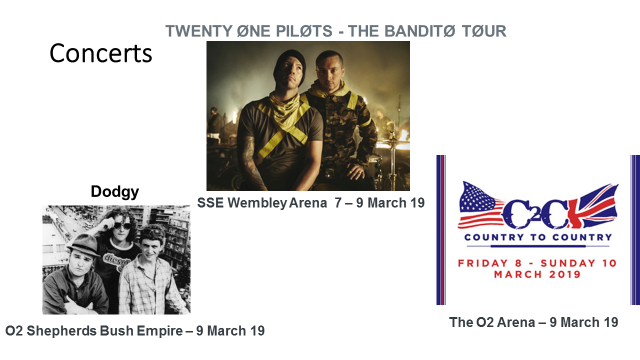 TWENTY ØNE PILØTS - THE BANDITØ TØUR
Concerts
SSE Wembley Arena 7 – 9 March 19
Dodgy
O2 Shepherds Bush Empire – 9 March 19
C2C
COUNTRY TO COUNTRY
FRIDAY 8 - SUNDAY 10
MARCH 2019
The O2 Arena – 9 March 19